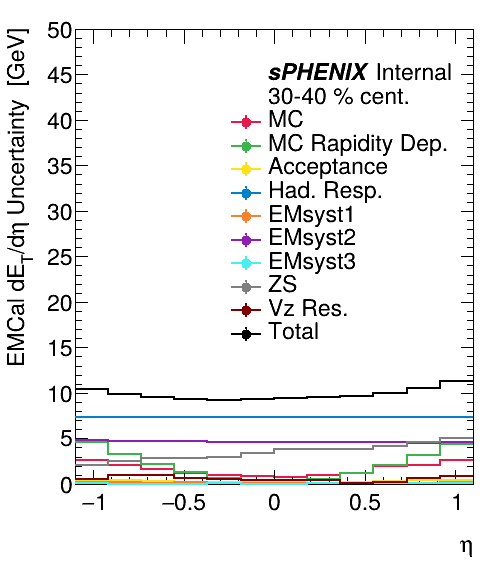 EMCal dE_T/dη Uncertainty [GeV]
50
45
40
35
30
25
20
15
10
5
0
sPHENIX Internal
30-40 % cent.
MC
MC Rapidity Dep.
Acceptance
Had. Resp.
EMsyst1
EMsyst2
EMsyst3
ZS
Vz Res.
Total
−1 −0.5 0 0.5 1
η